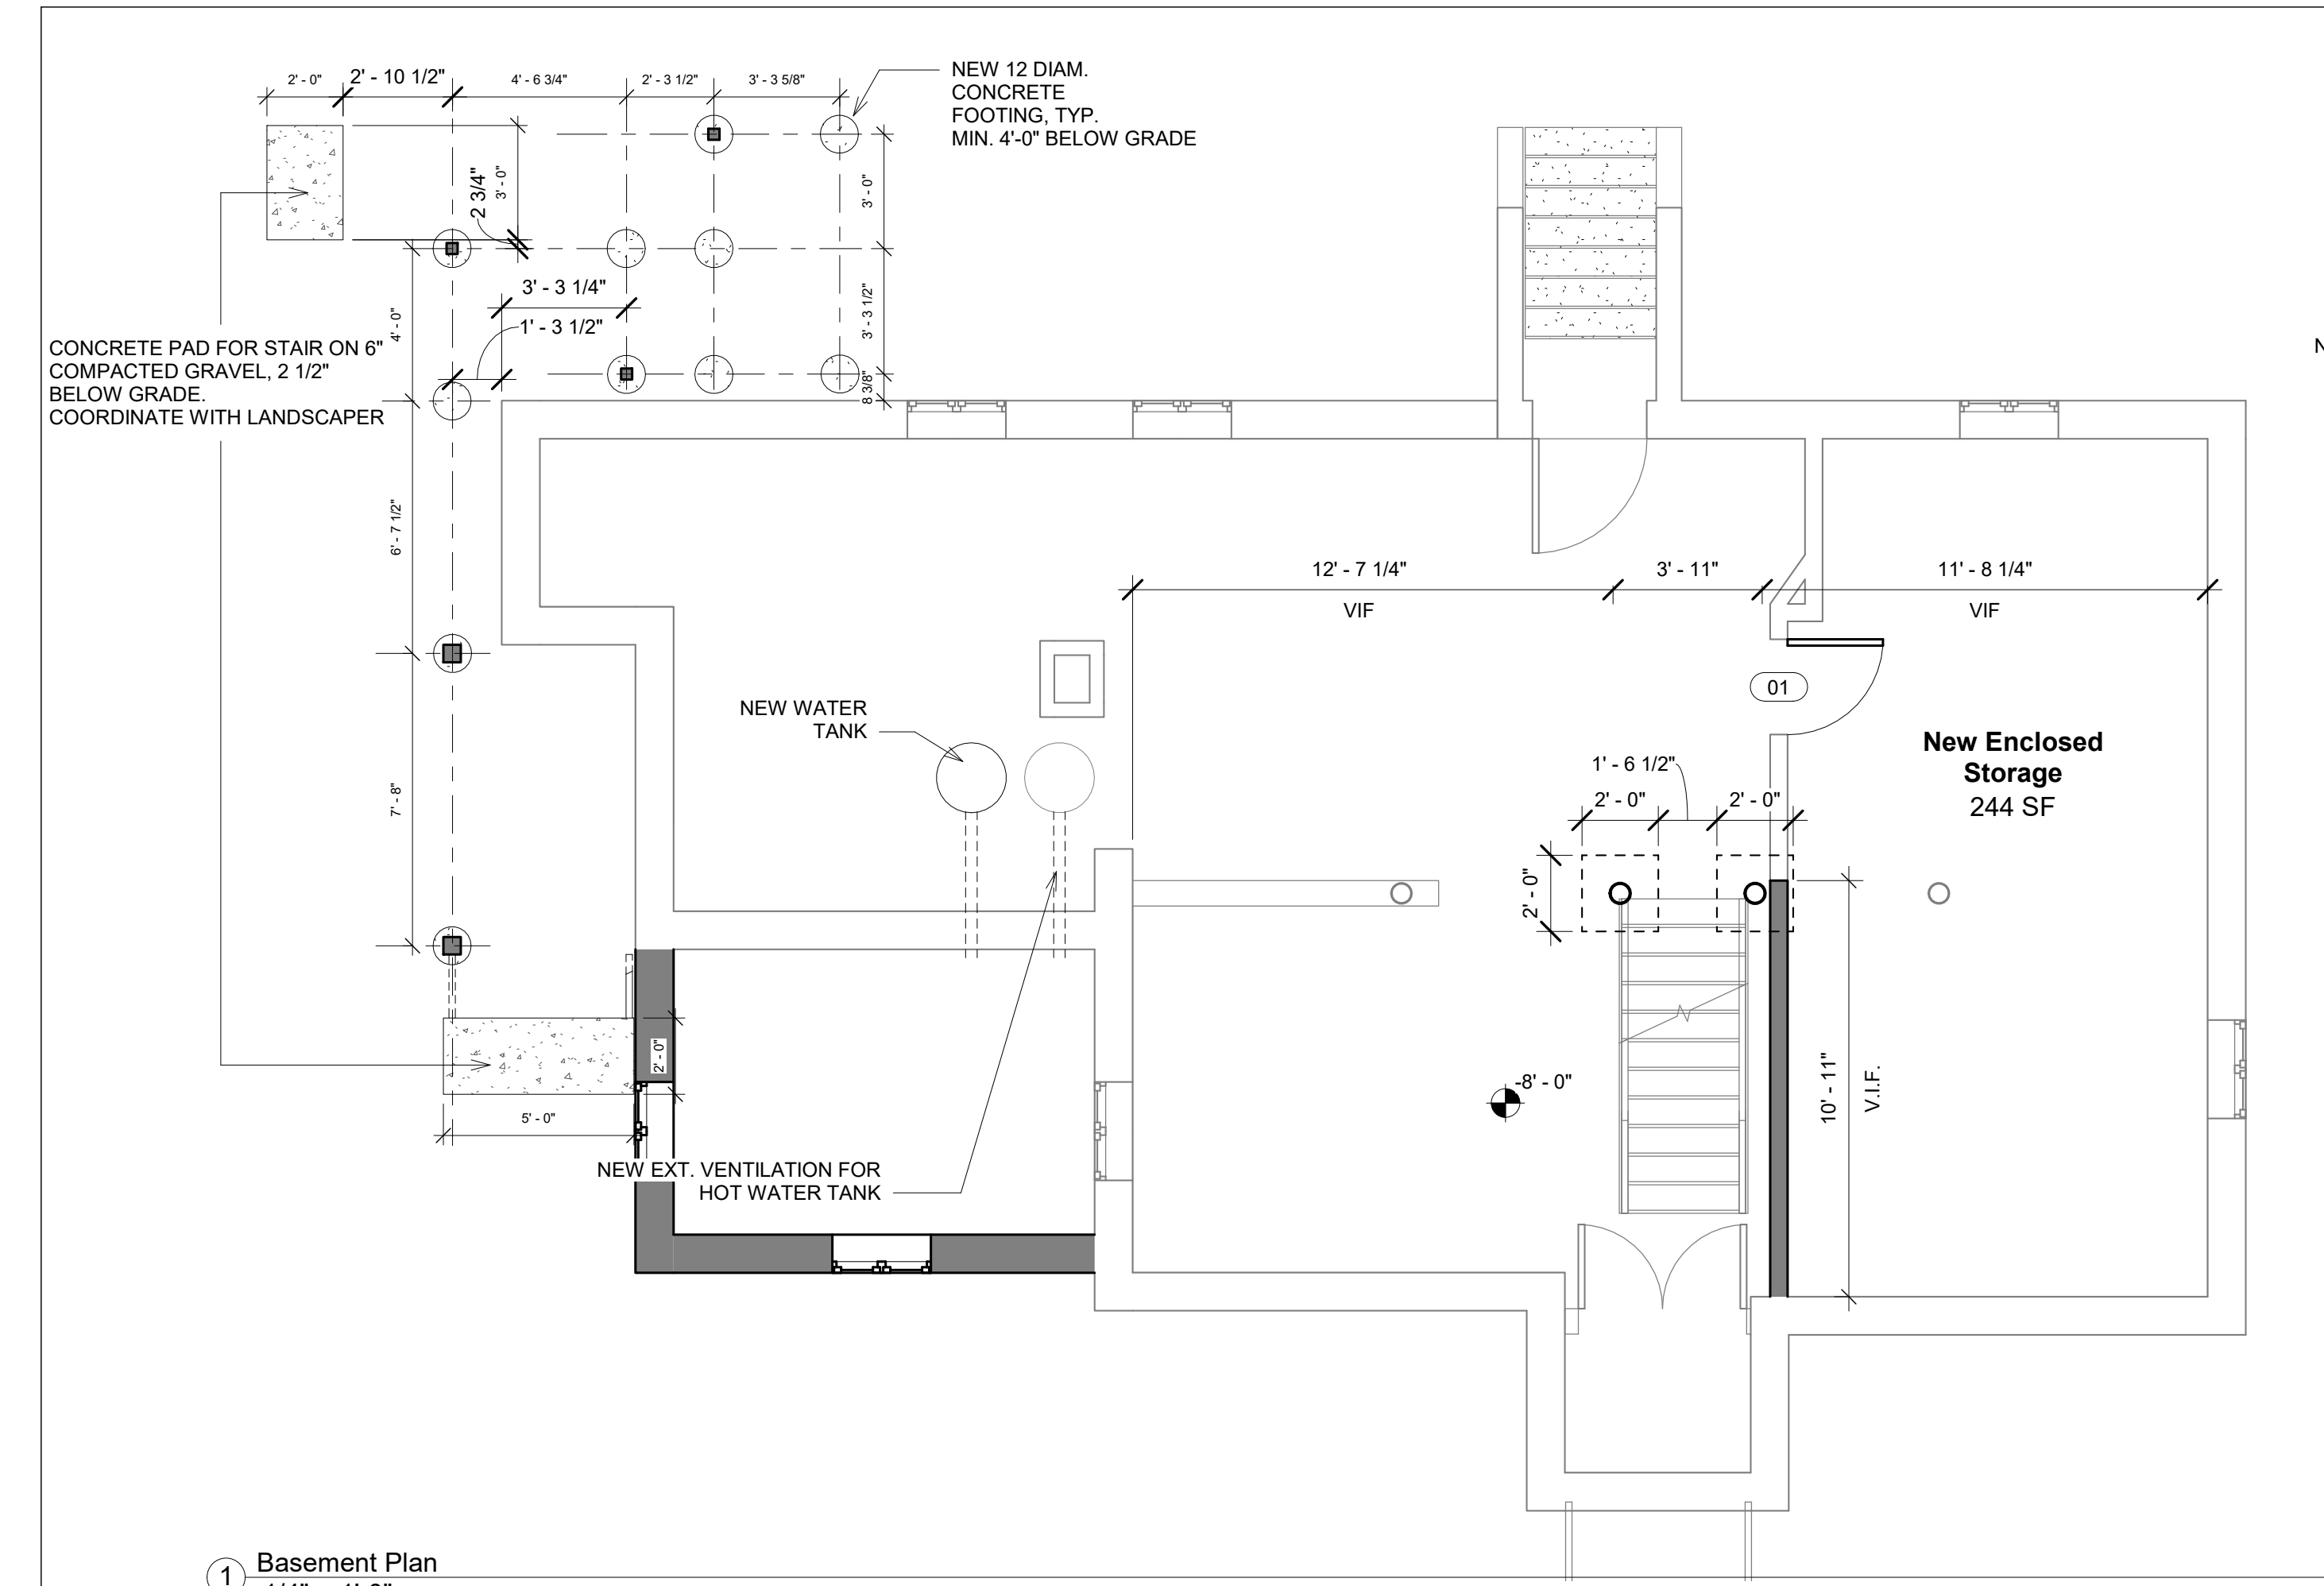 2' - 0"
2' - 10 1/2"
4' - 6 3/4"
2' - 3 1/2"
3' - 3 5/8"
NEW 12 DIAM.
CONCRETE
FOOTING, TYP.
MIN. 4'-0" BELOW GRADE
2 3/4"
3' - 0"
3' - 0"
3' - 3 1/4"
1' - 3 1/2"
3' - 3 1/2"
8 3/8"
4' - 0"
CONCRETE PAD FOR STAIR ON 6"
COMPACTED GRAVEL, 2 1/2"
BELOW GRADE.
COORDINATE WITH LANDSCAPER
N
6' - 7 1/2"
12' - 7 1/4"
VIF
3' - 11"
11' - 8 1/4"
VIF
01
NEW WATER
TANK
New Enclosed
Storage
244 SF
1' - 6 1/2"
2' - 0"
2' - 0"
2' - 0"
7' - 8"
2' - 0"
5' - 0"
-8' - 0"
10' - 11"
V.I.F.
NEW EXT. VENTILATION FOR
HOT WATER TANK
1
Basement Plan